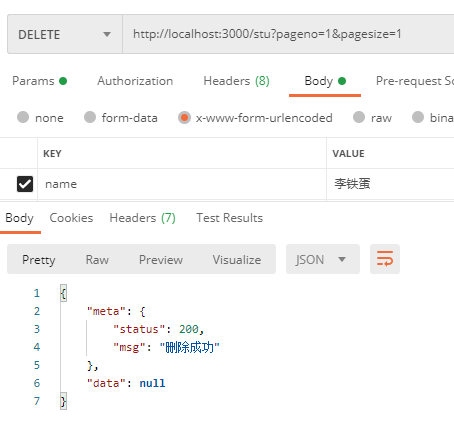 DELETE http://localhost:3000/stu?pageno=1&pagesize=1
Params Authorization Headers (8) Body Pre-request Sc
none form-data x-www-form-urlencoded raw bina
KEY VALUE
name 李铁蛋
Body Cookies Headers (7) Test Results
Pretty Raw Preview Visualize JSON
1 {
2 "meta": {
3 "status": 200,
4 "msg": "删除成功"
5 },
6 "data": null
7 }